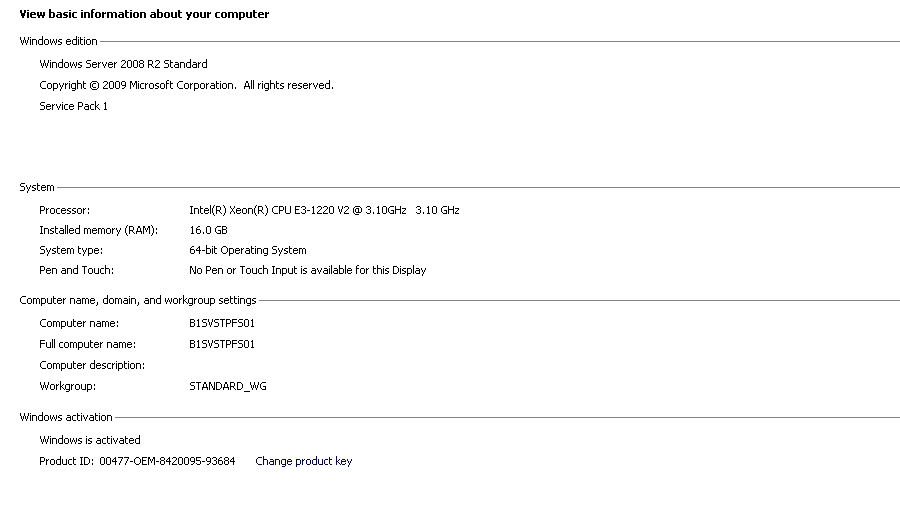 View basic information about your computer
Windows edition
Windows Server 2008 R2 Standard
Copyright © 2009 Microsoft Corporation.  All rights reserved.
Service Pack 1
System
Processor: Intel(R) Xeon(R) CPU E3-1220 V2 @ 3.10GHz   3.10 GHz
Installed memory (RAM): 16.0 GB
System type: 64-bit Operating System
Pen and Touch: No Pen or Touch Input is available for this Display
Computer name, domain, and workgroup settings
Computer name: B1SVSTPFS01
Full computer name: B1SVSTPFS01
Computer description:
Workgroup: STANDARD_WG
Windows activation
Windows is activated
Product ID: 00477-OEM-8420095-93684 Change product key